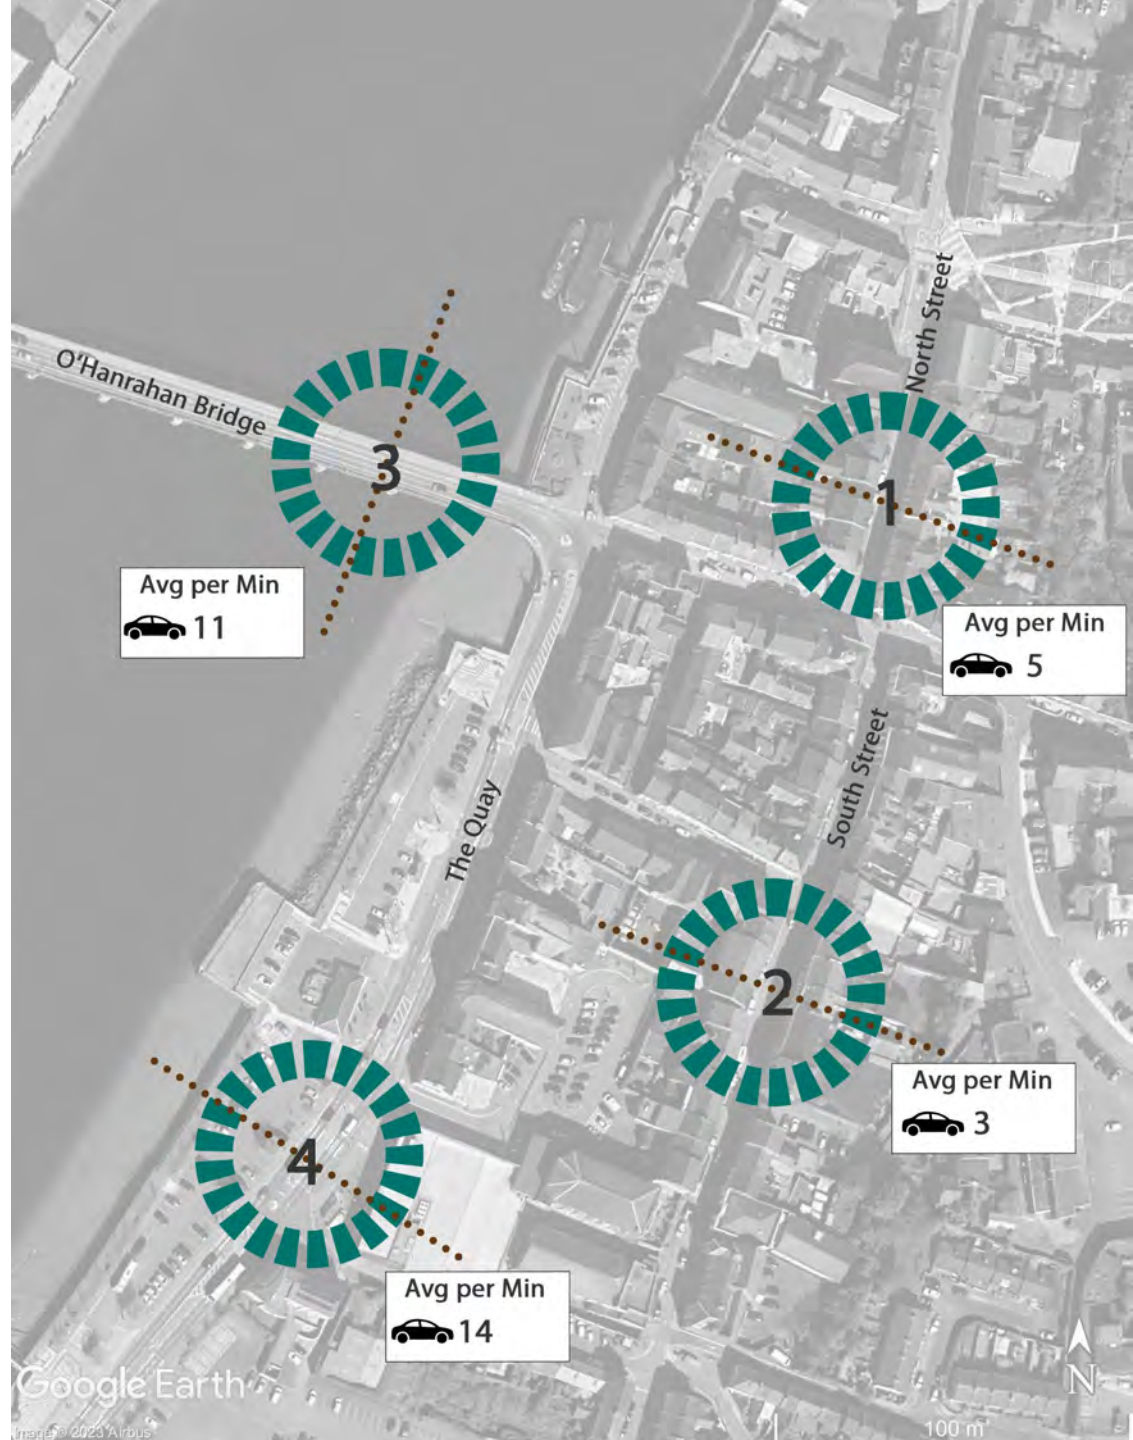 North Street
O'Hanrahan Bridge
3
1
Avg per Min
11
Avg per Min
5
South Street
The Quay
2
Avg per Min
3
4
Avg per Min
14
Google Earth
N
Image © 2023 Airbus
100 m